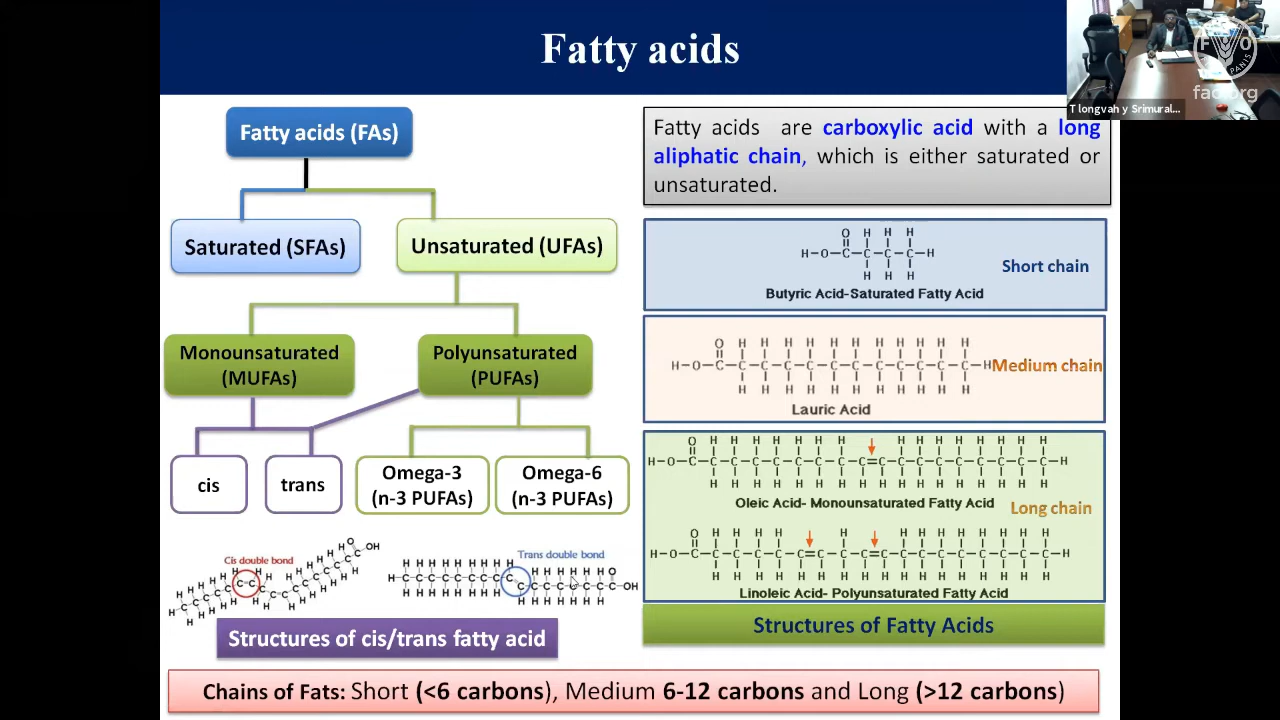 Fatty acids
FAO
PANIS
fao.org
T longvah y Srimural...
Fatty acids (FAs)
Saturated (SFAs)
Unsaturated (UFAs)
Monounsaturated
(MUFAs)
Polyunsaturated
(PUFAs)
cis
trans
Omega-3
(n-3 PUFAs)
Omega-6
(n-3 PUFAs)
Cis double bond
Trans double bond
Structures of cis/trans fatty acid
Fatty acids are carboxylic acid with a long
aliphatic chain, which is either saturated or
unsaturated.
Short chain
Butyric Acid-Saturated Fatty Acid
Medium chain
Lauric Acid
Oleic Acid- Monounsaturated Fatty Acid
Long chain
Linoleic Acid- Polyunsaturated Fatty Acid
Structures of Fatty Acids
Chains of Fats: Short (<6 carbons), Medium 6-12 carbons and Long (>12 carbons)